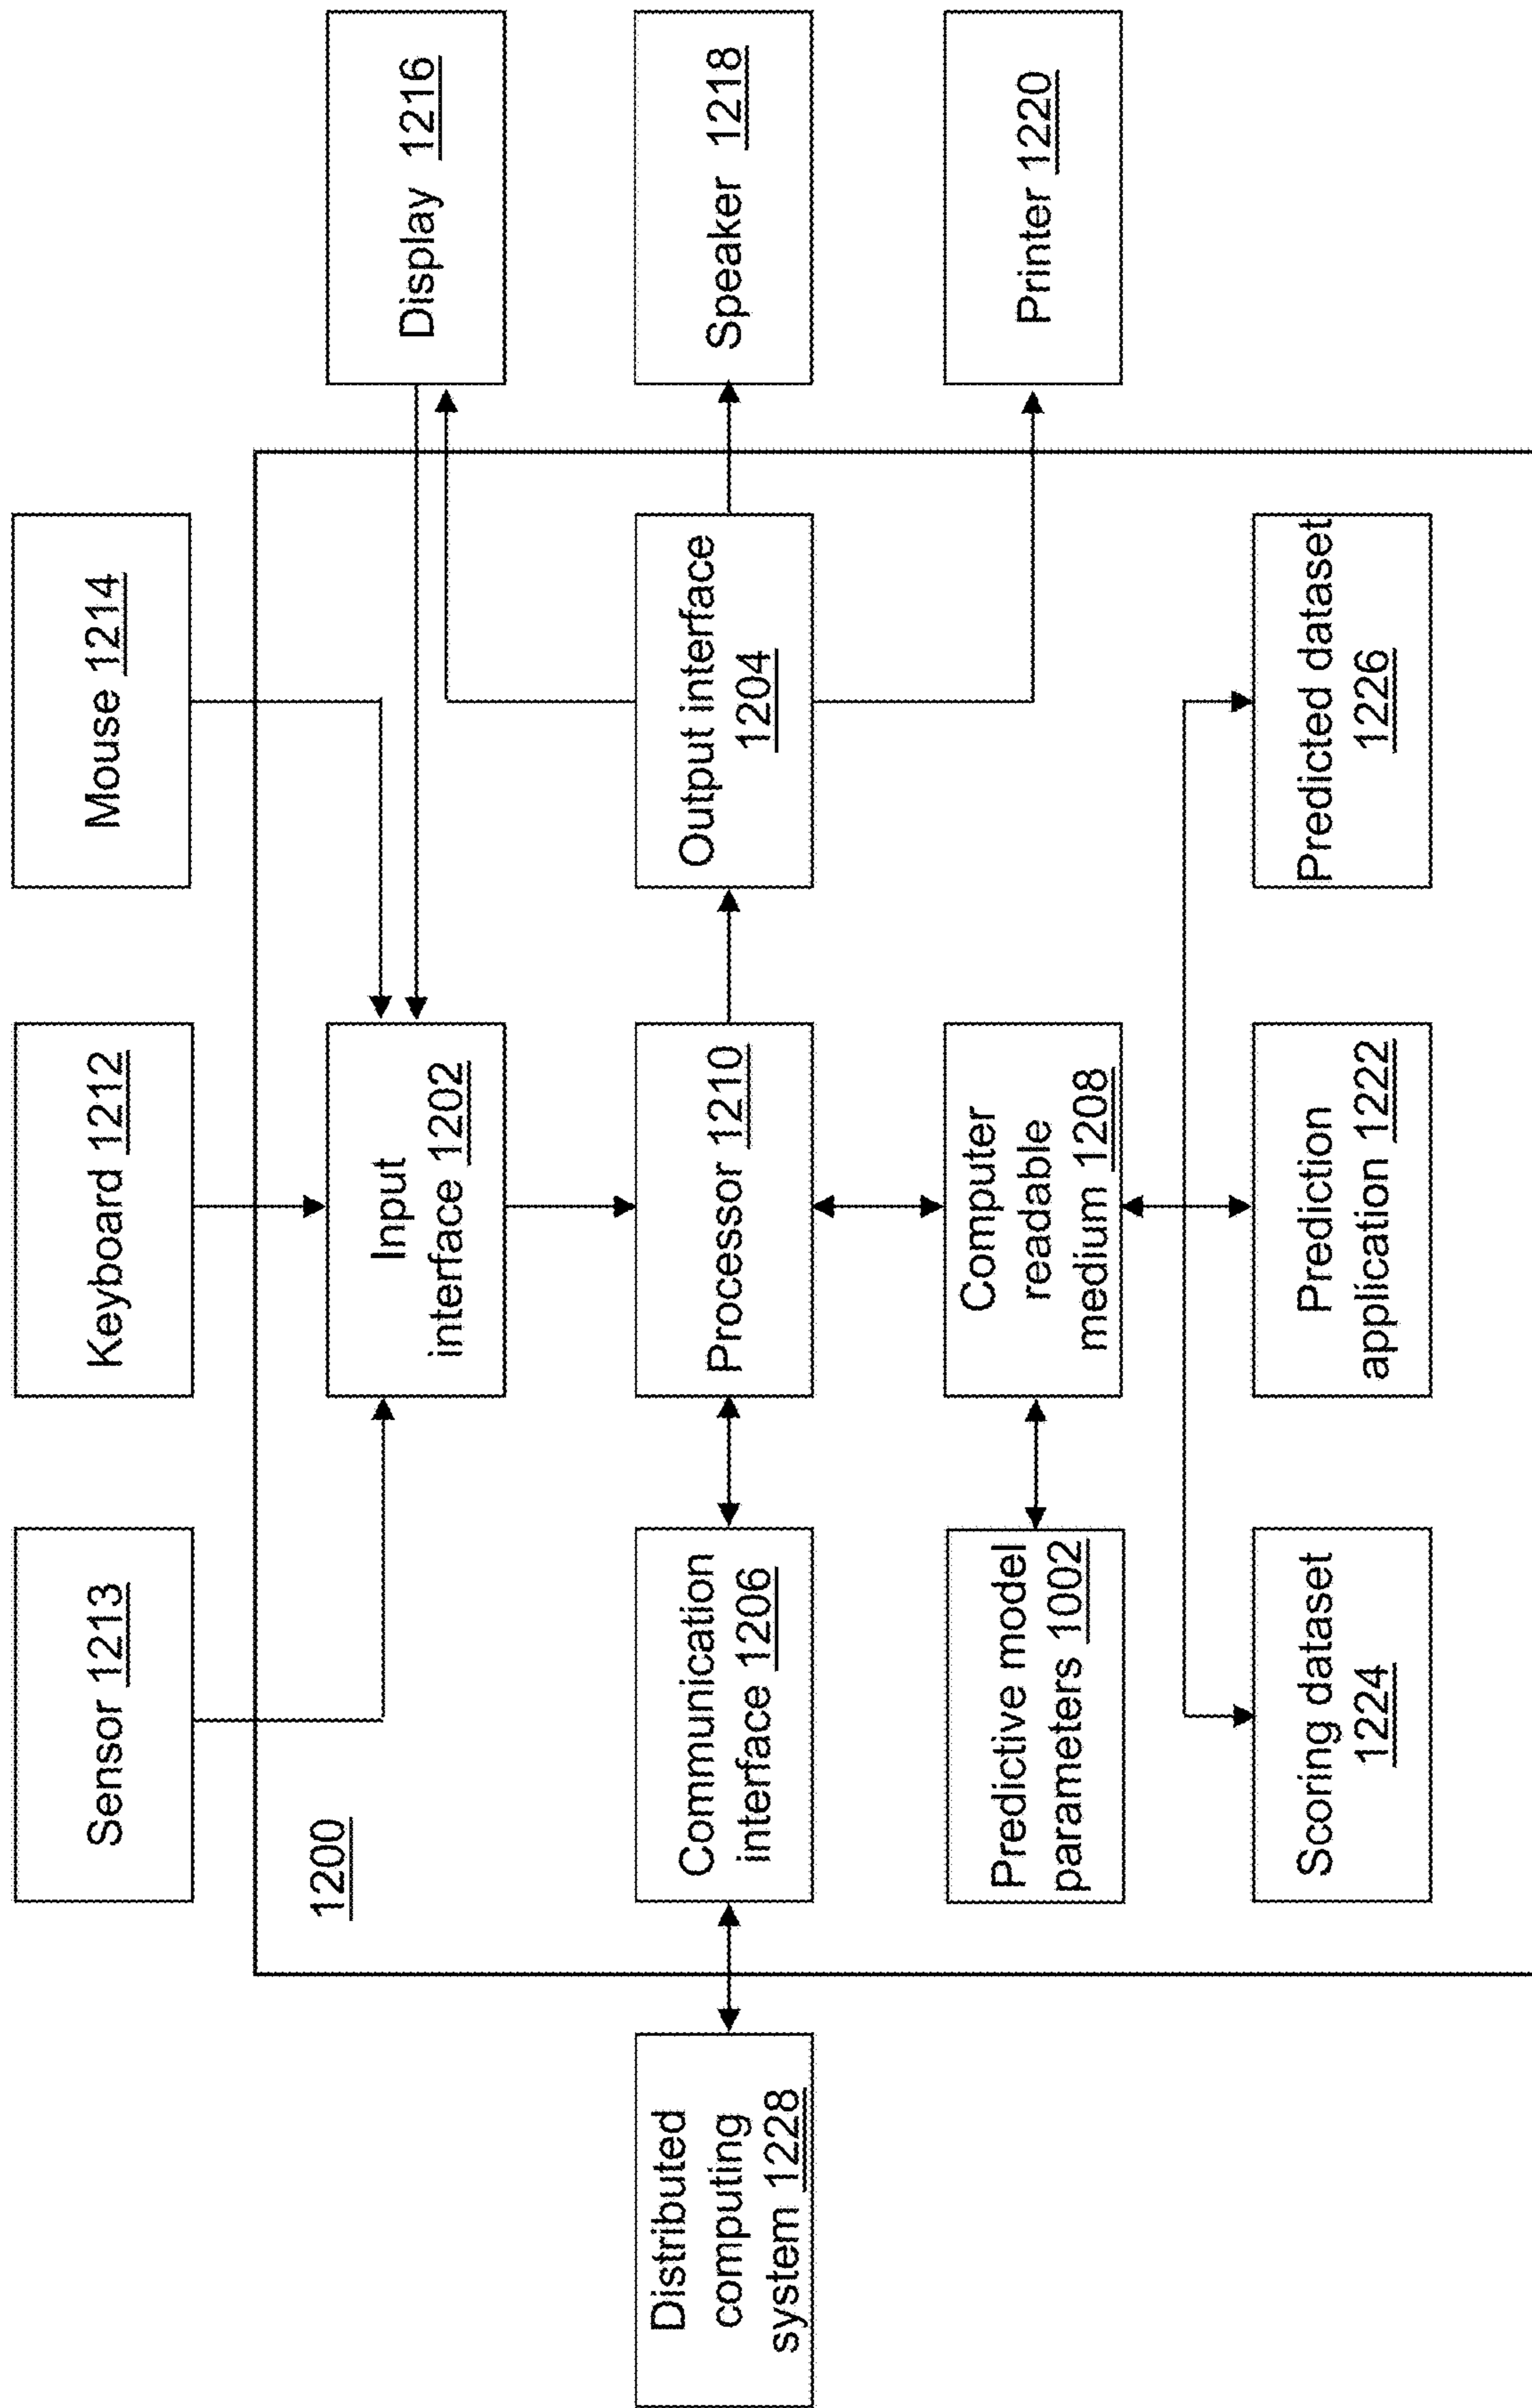 Sensor 1213
Keyboard 1212
Mouse 1214
1200
Input
interface 1202
Display 1216
Distributed
computing
system 1228
Communication
interface 1206
Processor 1210
Output interface
1204
Speaker 1218
Predictive model
parameters 1002
Computer
readable
medium 1208
Printer 1220
Scoring dataset
1224
Prediction
application 1222
Predicted dataset
1226